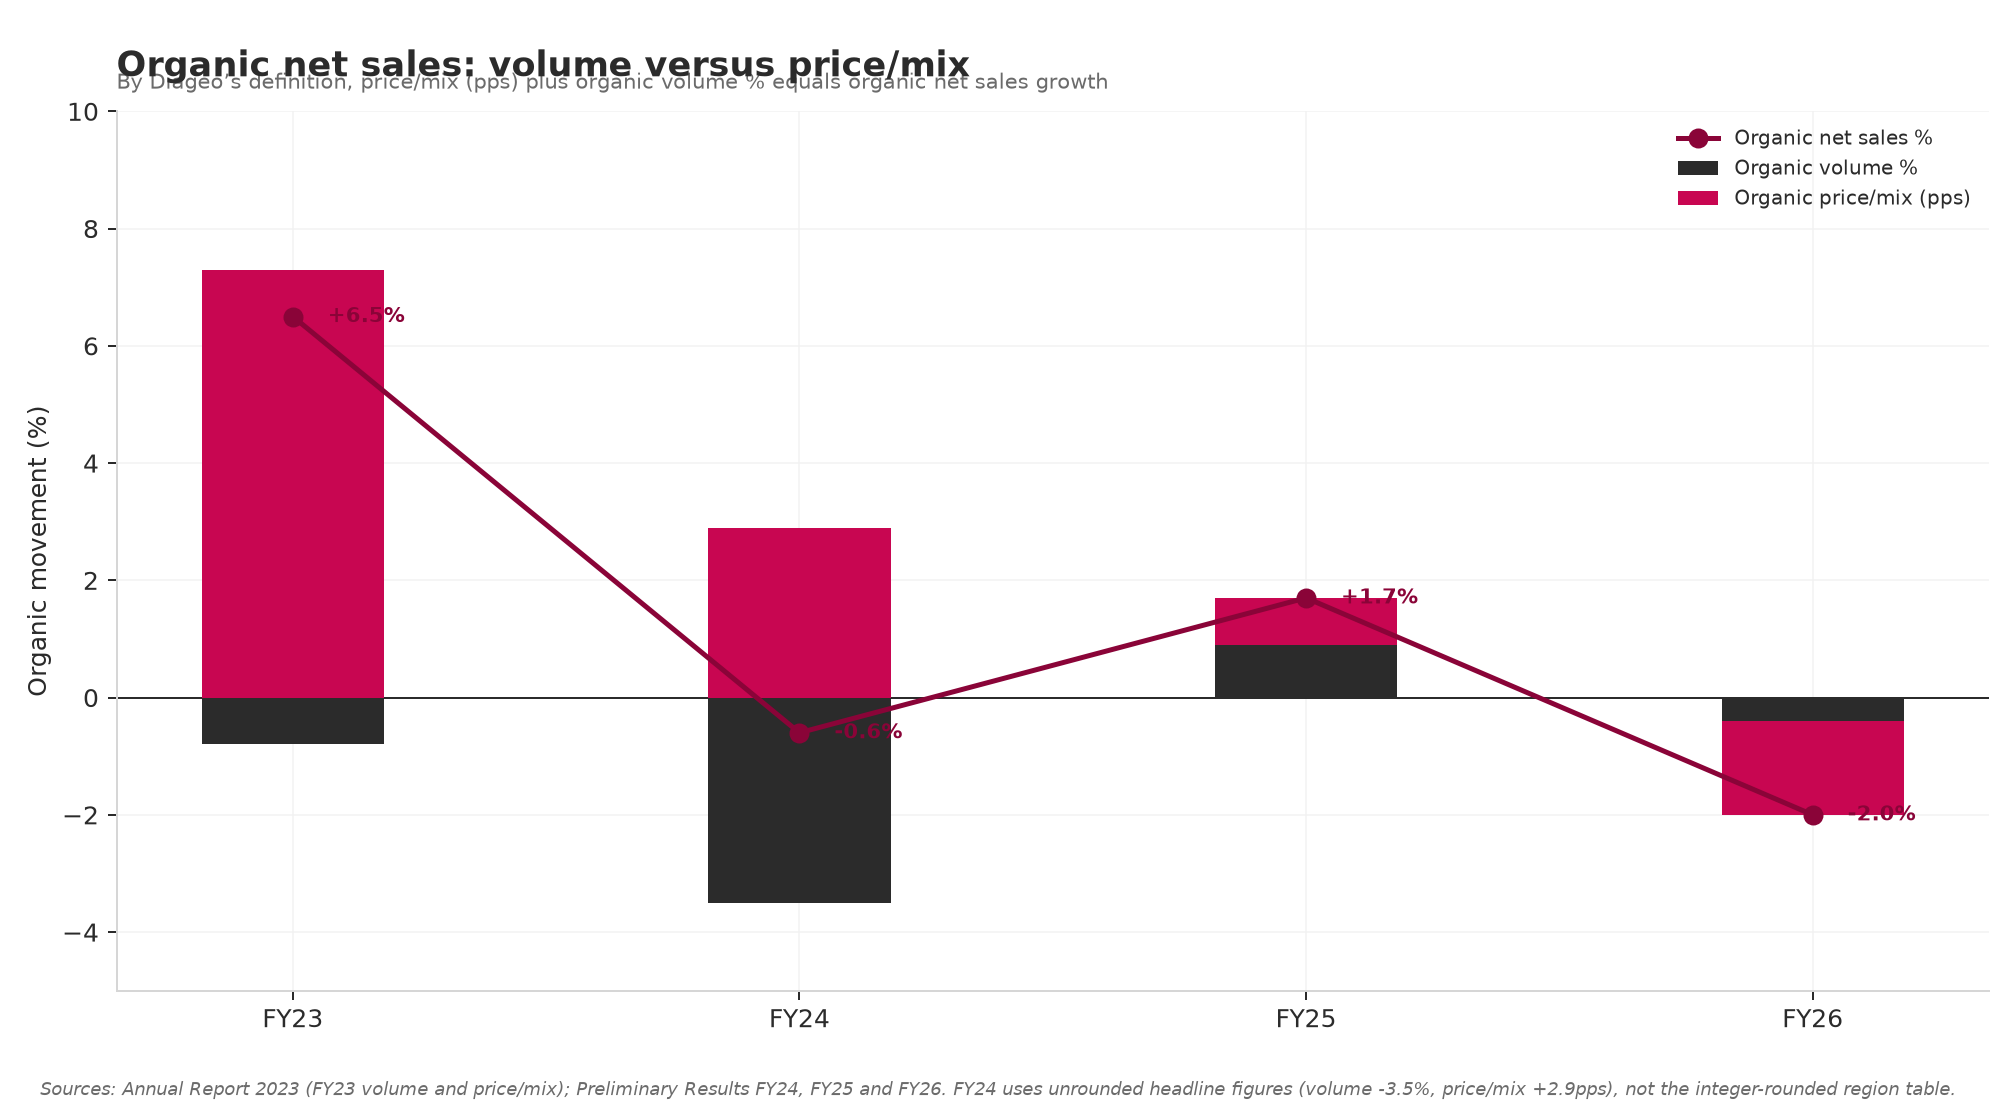 Organic net sales: volume versus price/mix
By Diageo's definition, price/mix (pps) plus organic volume % equals organic net sales growth
Organic movement (%)
10
8
6
4
2
0
−2
−4
Organic net sales %
Organic volume %
Organic price/mix (pps)
+6.5%
-0.6%
+1.7%
-2.0%
FY23
FY24
FY25
FY26
Sources: Annual Report 2023 (FY23 volume and price/mix); Preliminary Results FY24, FY25 and FY26. FY24 uses unrounded headline figures (volume -3.5%, price/mix +2.9pps), not the integer-rounded region table.